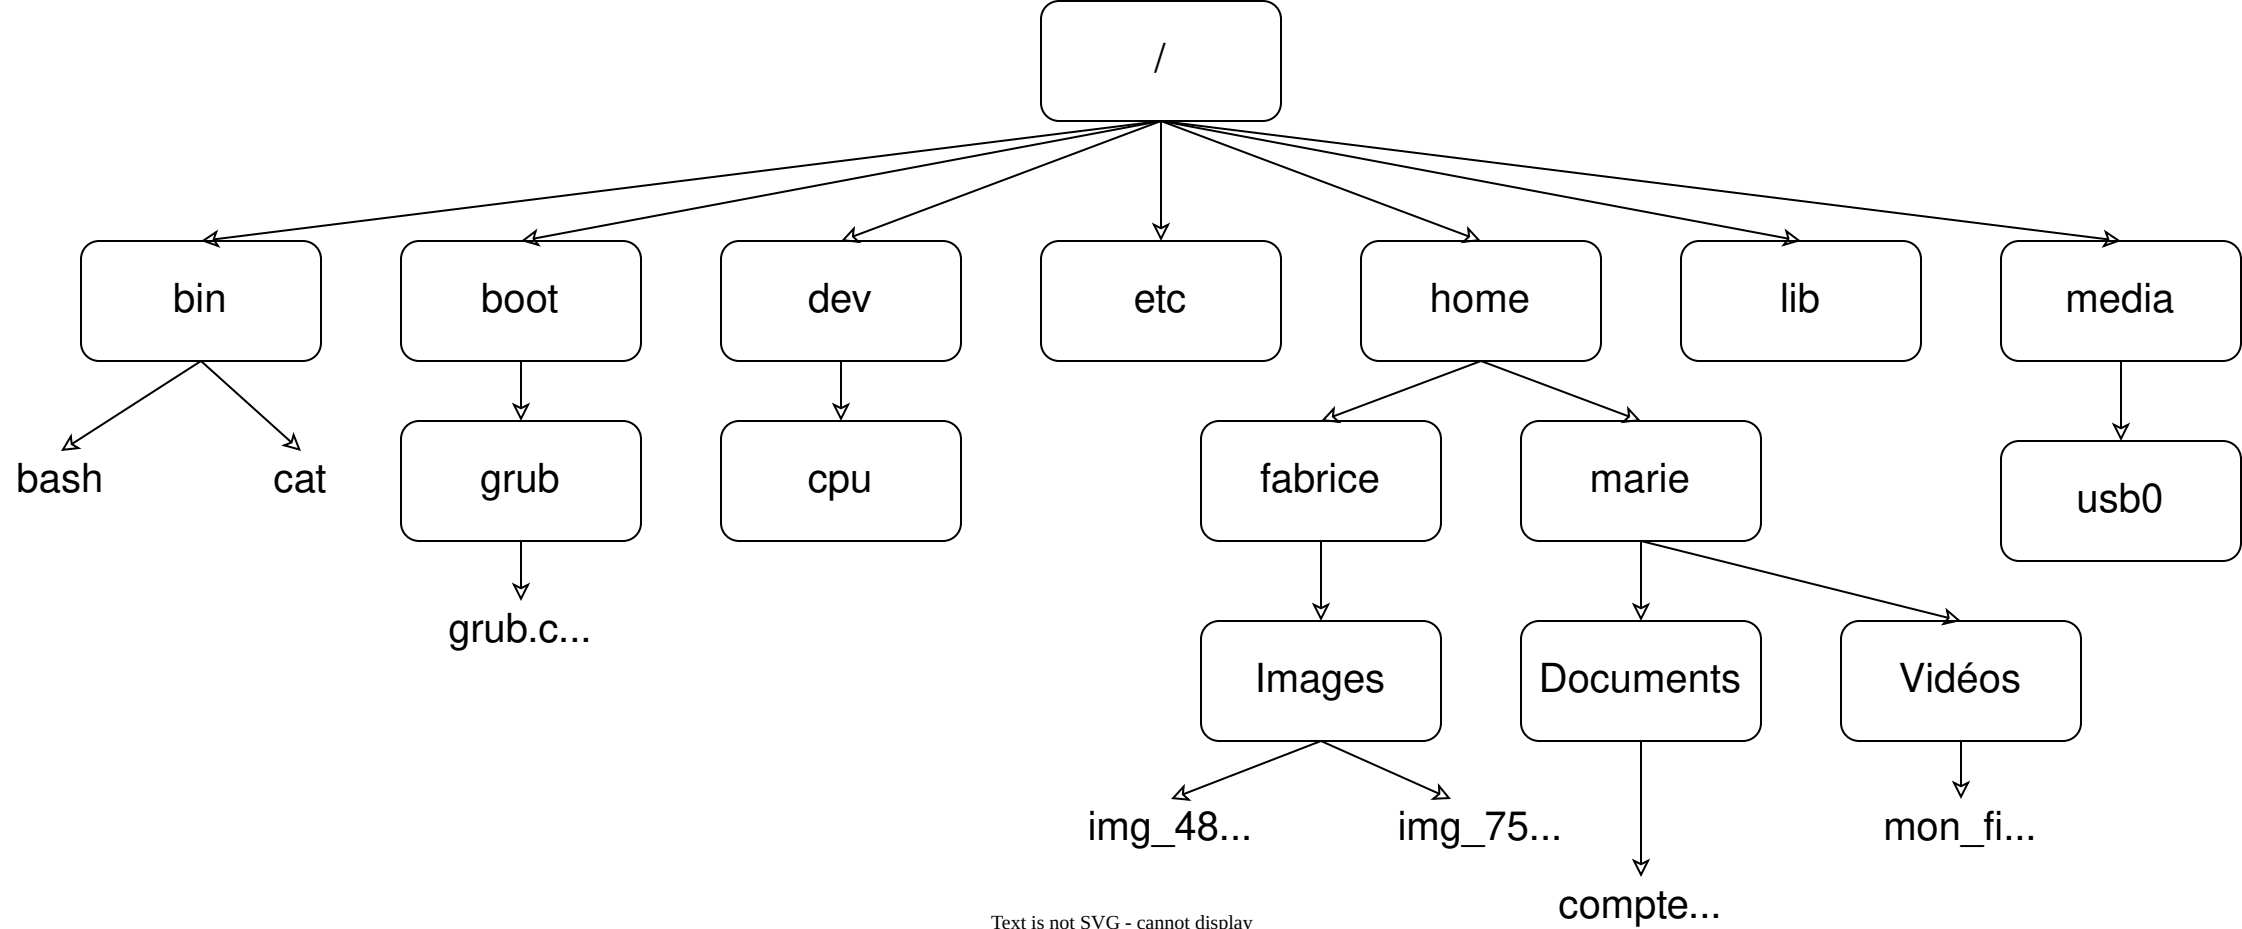 /
bin
boot
dev
etc
home
lib
media
bash
cat
grub
cpu
fabrice
marie
usb0
grub.c...
Images
Documents
Vidéos
img_48...
img_75...
mon_fi...
compte...
Text is not SVG - cannot display